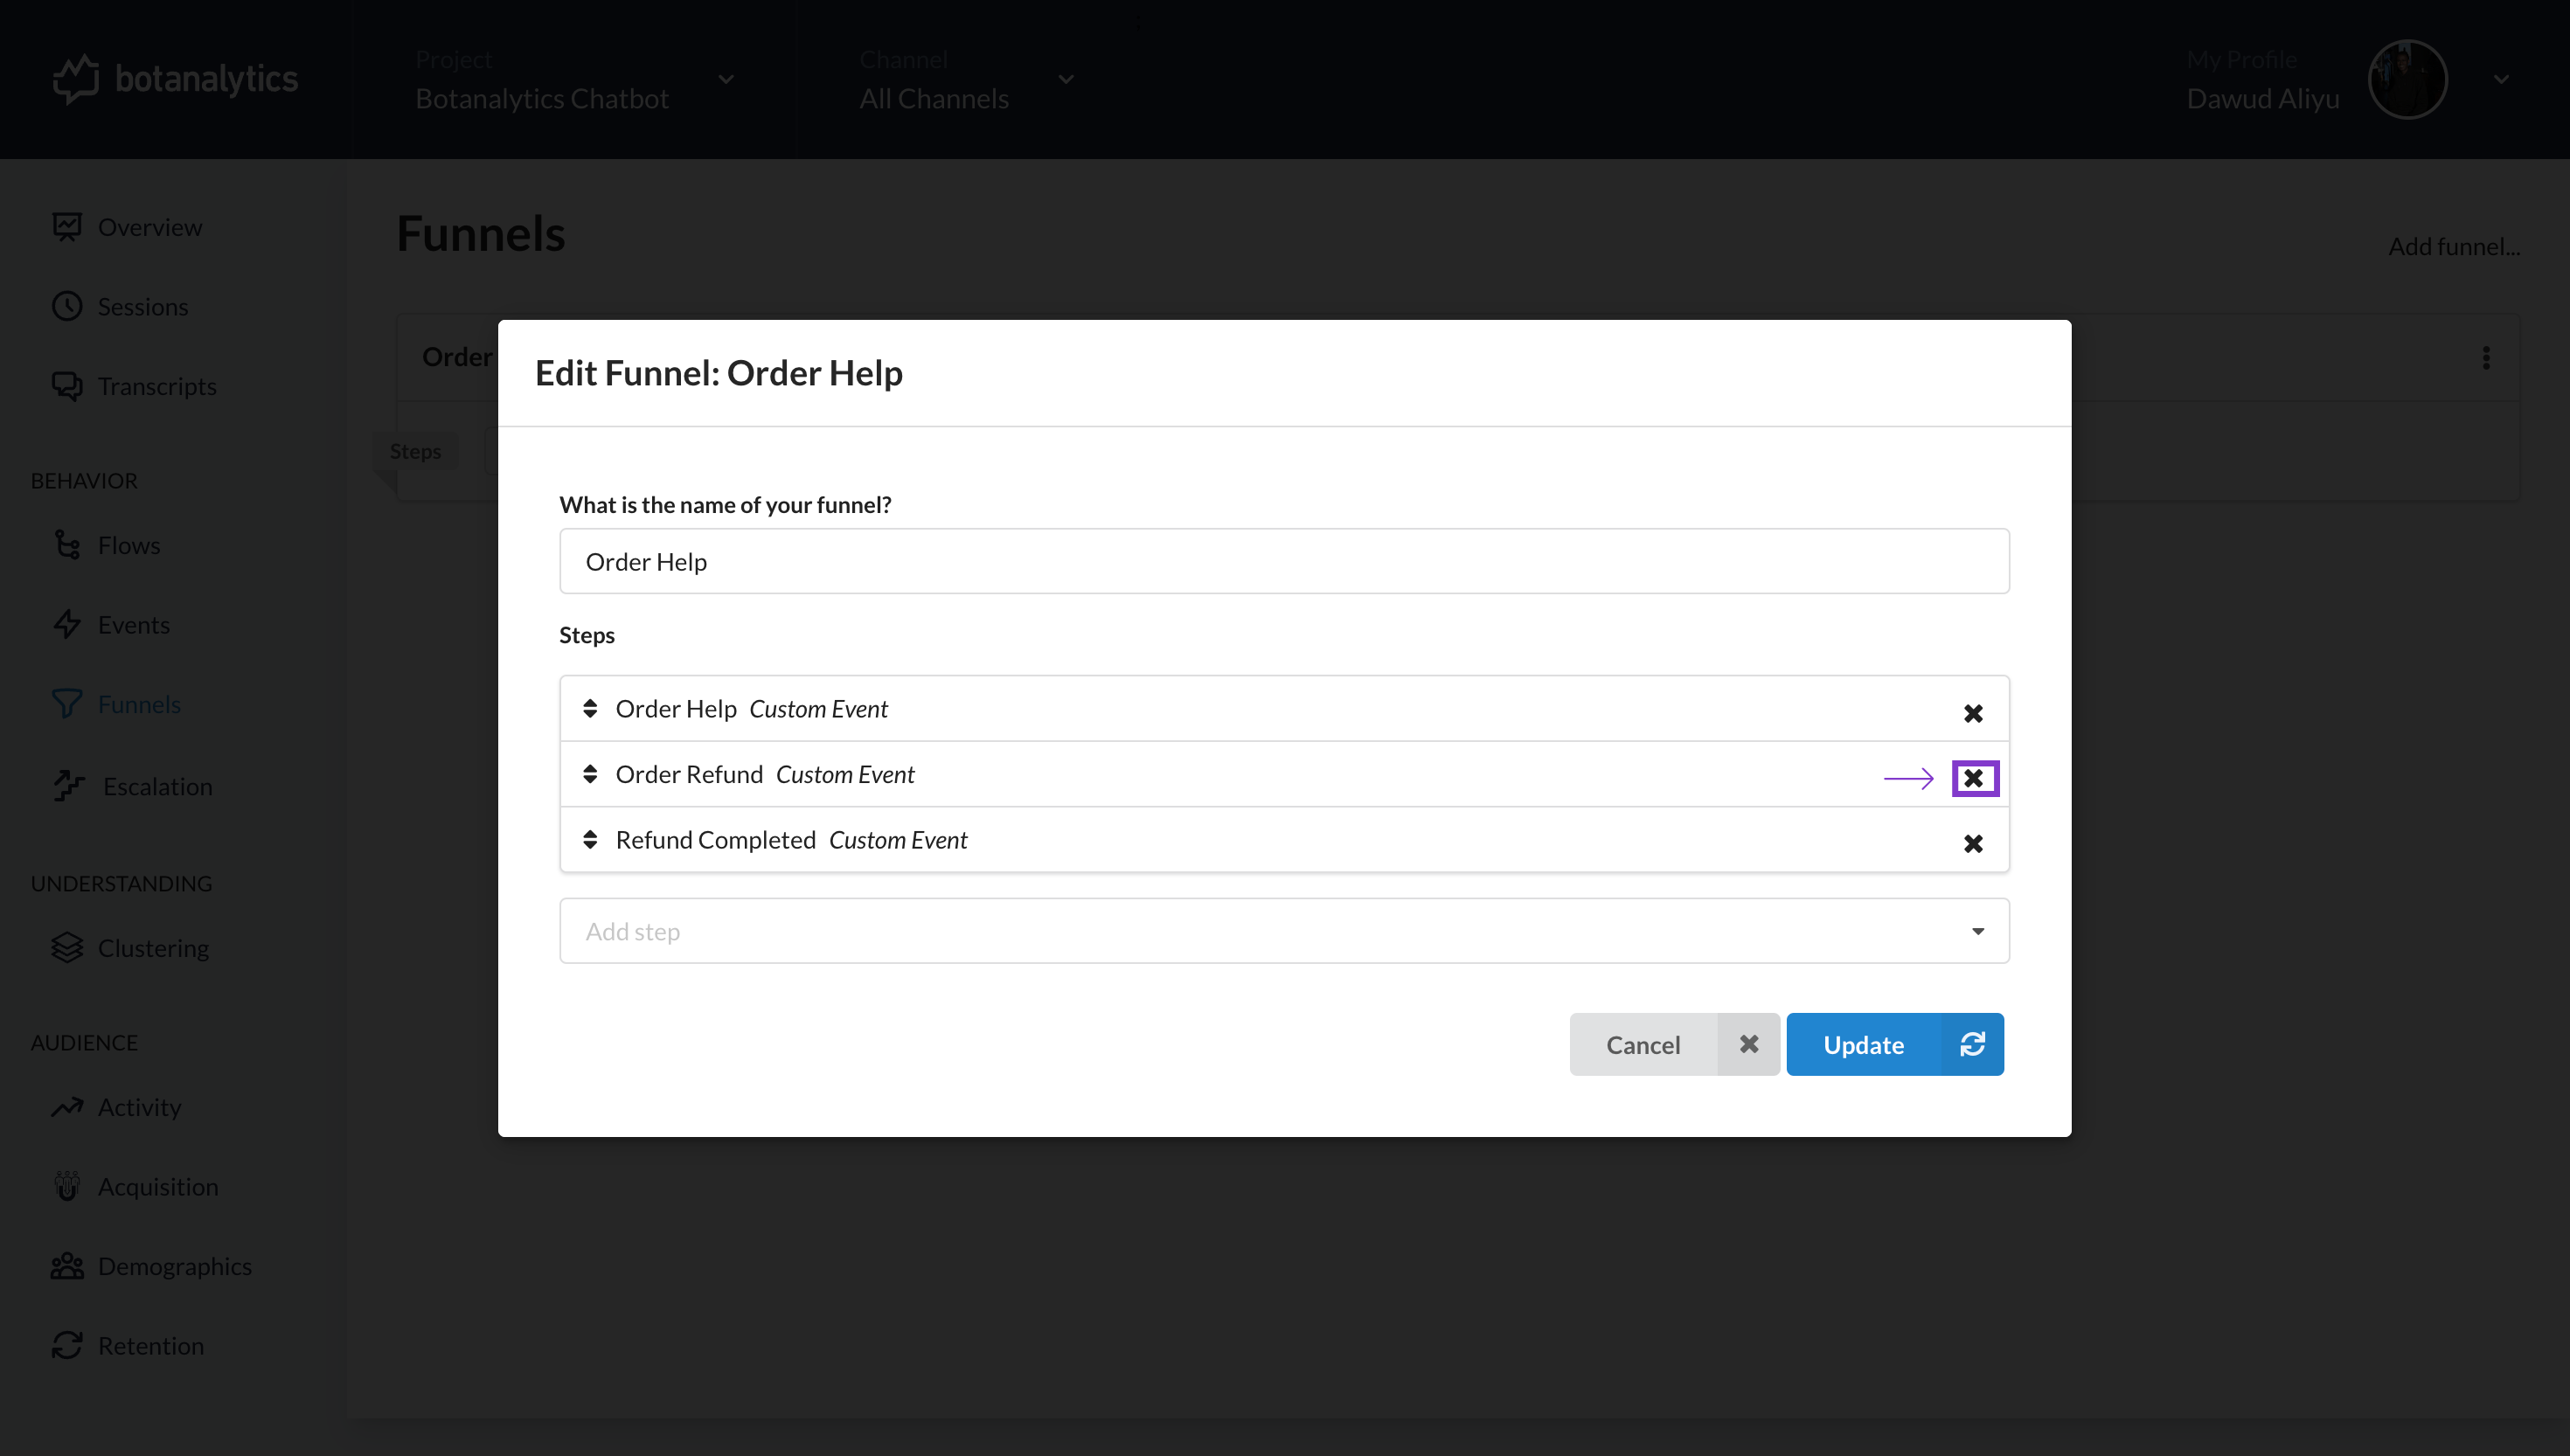 botanalytics
Project
Botanalytics Chatbot
Channel
All Channels
My Profile
Dawud Aliyu
Overview
Sessions
Transcripts
BEHAVIOR
Flows
Events
Funnels
Escalation
UNDERSTANDING
Clustering
AUDIENCE
Activity
Acquisition
Demographics
Retention
Funnels
Add funnel...
Order
Steps
Edit Funnel: Order Help
What is the name of your funnel?
Order Help
Steps
Order Help Custom Event
Order Refund Custom Event
Refund Completed Custom Event
Add step
Cancel
Update